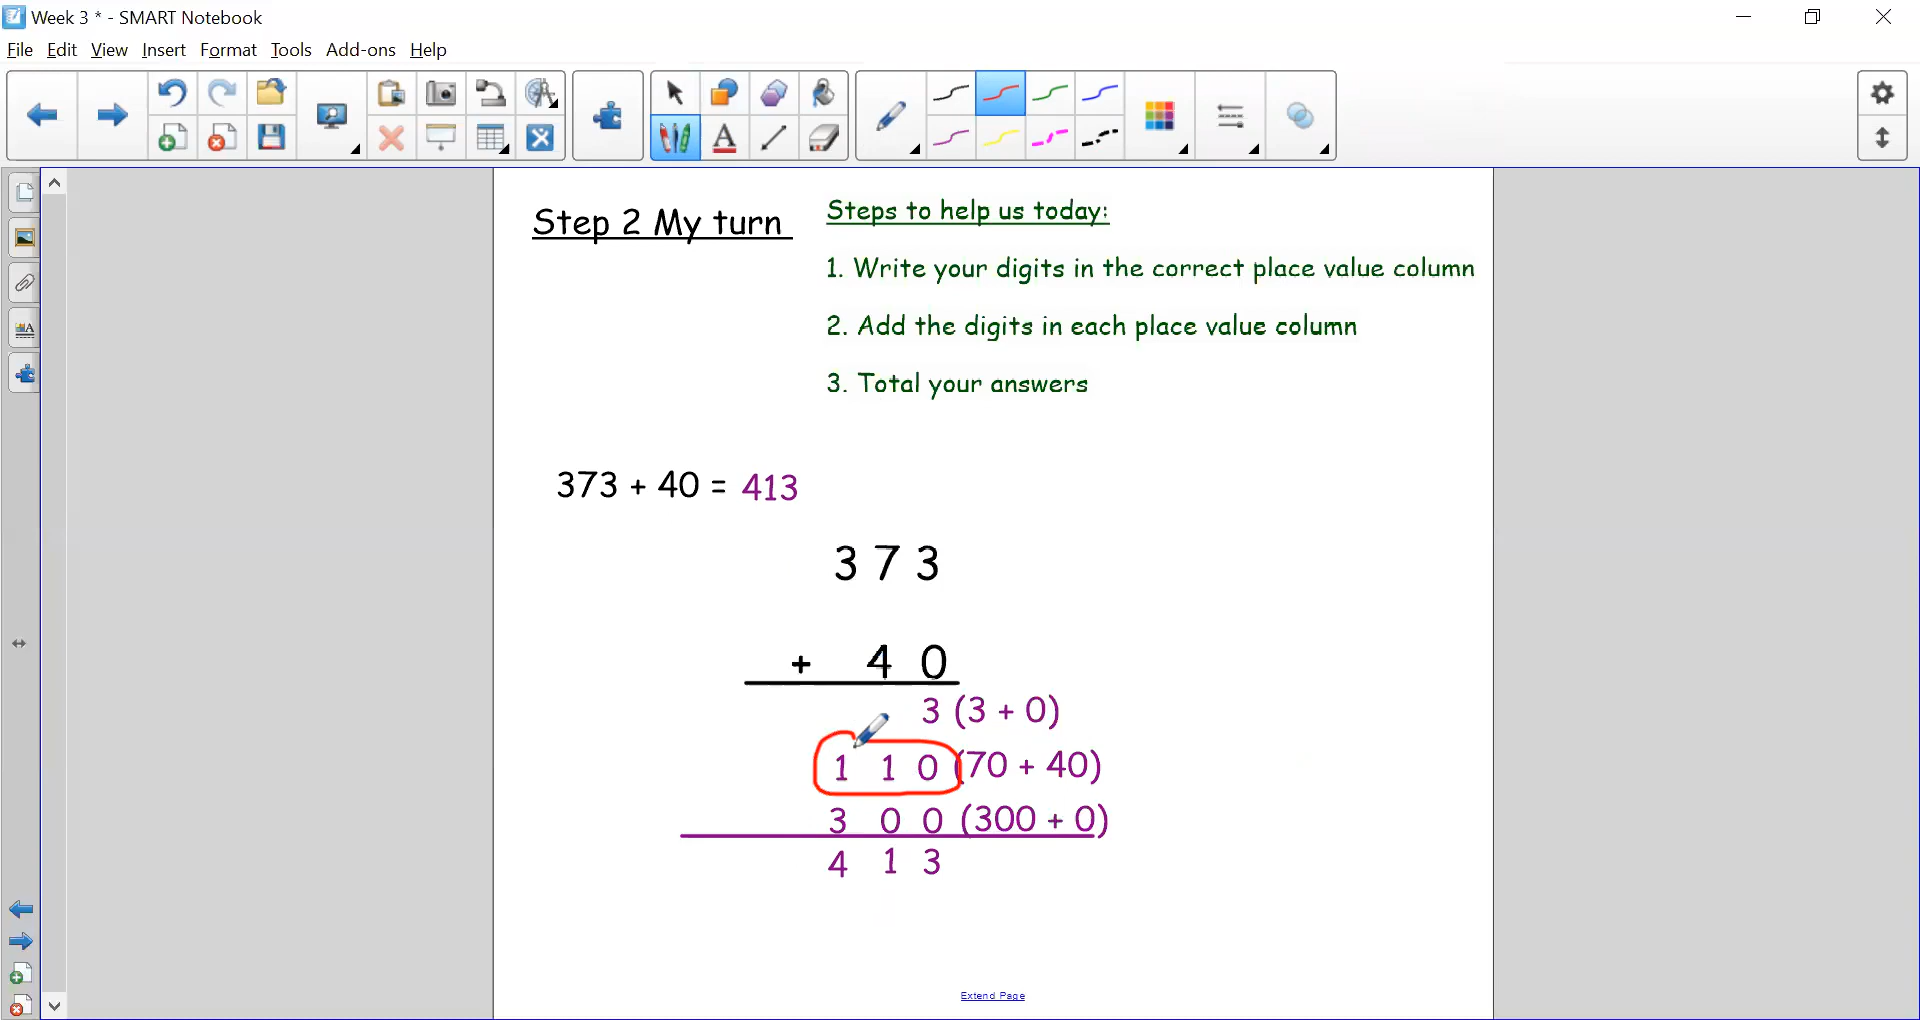 Week 3 * - SMART Notebook
File Edit View Insert Format Tools Add-ons Help
Step 2 My turn
Steps to help us today:
1. Write your digits in the correct place value column
2. Add the digits in each place value column
3. Total your answers
373 + 40 = 413
3 7 3
+ 4 0
3 (3 + 0)
1 1 0 (70 + 40)
3 0 0 (300 + 0)
4 1 3
Extend Page